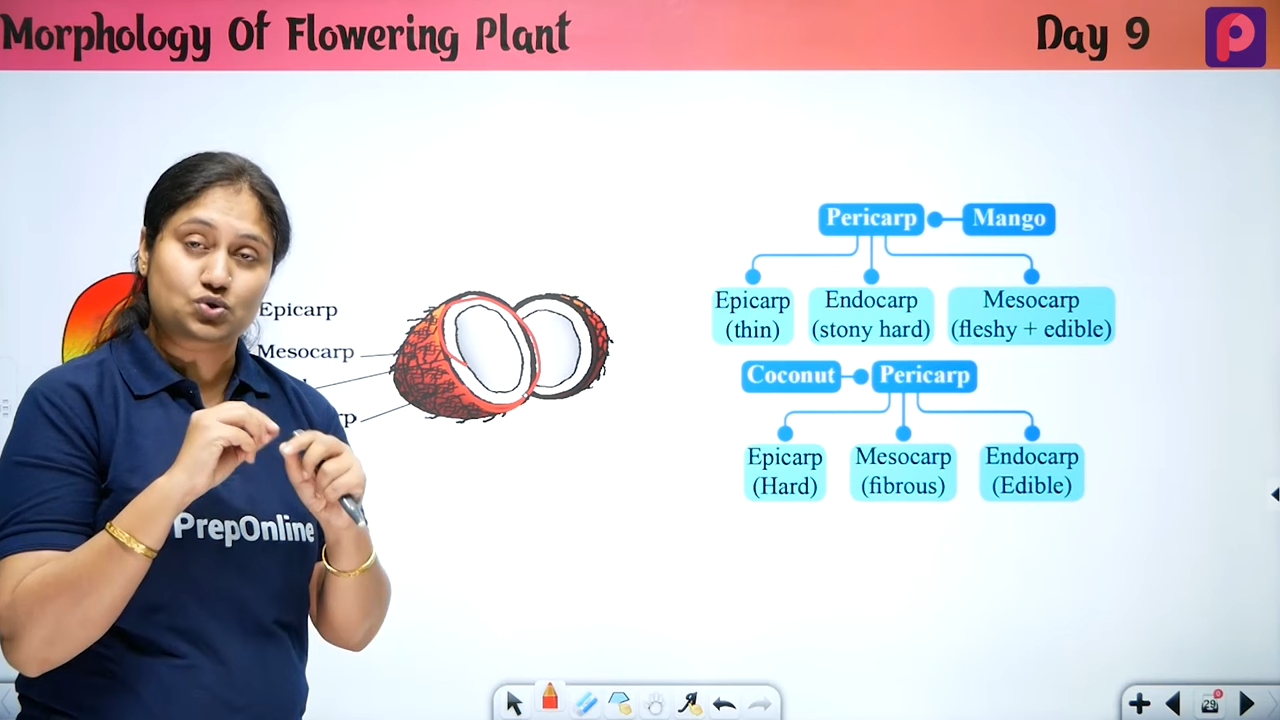 Morphology Of Flowering Plant
Day 9
Pericarp
Mango
Epicarp
(thin)
Endocarp
(stony hard)
Mesocarp
(fleshy + edible)
Coconut
Pericarp
Epicarp
(Hard)
Mesocarp
(fibrous)
Endocarp
(Edible)
Epicarp
Mesocarp
PrepOnline
29